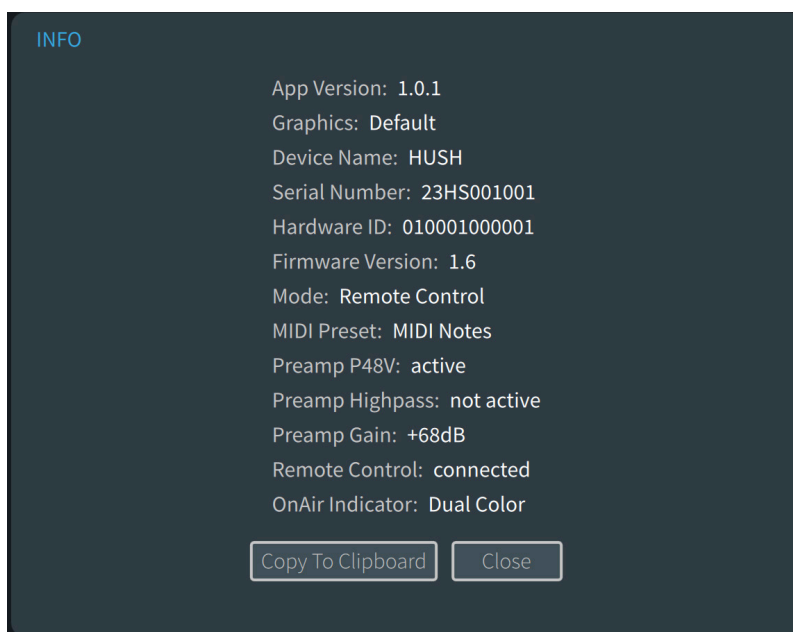 INFO
App Version: 1.0.1
Graphics: Default
Device Name: HUSH
Serial Number: 23HS001001
Hardware ID: 010001000001
Firmware Version: 1.6
Mode: Remote Control
MIDI Preset: MIDI Notes
Preamp P48V: active
Preamp Highpass: not active
Preamp Gain: +68dB
Remote Control: connected
OnAir Indicator: Dual Color
Copy To Clipboard Close